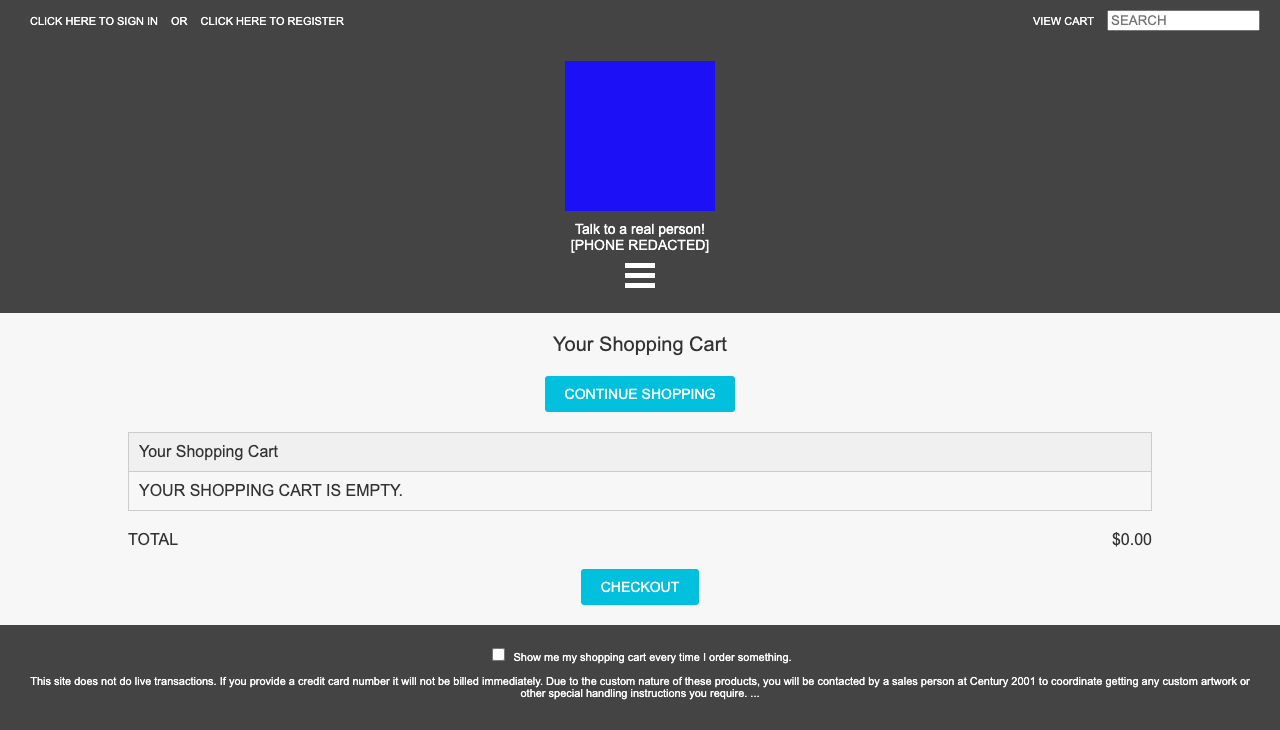 CLICK HERE TO SIGN IN OR CLICK HERE TO REGISTER VIEW CART SEARCH
Talk to a real person!
[PHONE REDACTED]
Your Shopping Cart
CONTINUE SHOPPING
Your Shopping Cart
YOUR SHOPPING CART IS EMPTY.
TOTAL $0.00
CHECKOUT
Show me my shopping cart every time I order something.
This site does not do live transactions. If you provide a credit card number it will not be billed immediately. Due to the custom nature of these products, you will be contacted by a sales person at Century 2001 to coordinate getting any custom artwork or
other special handling instructions you require. ...